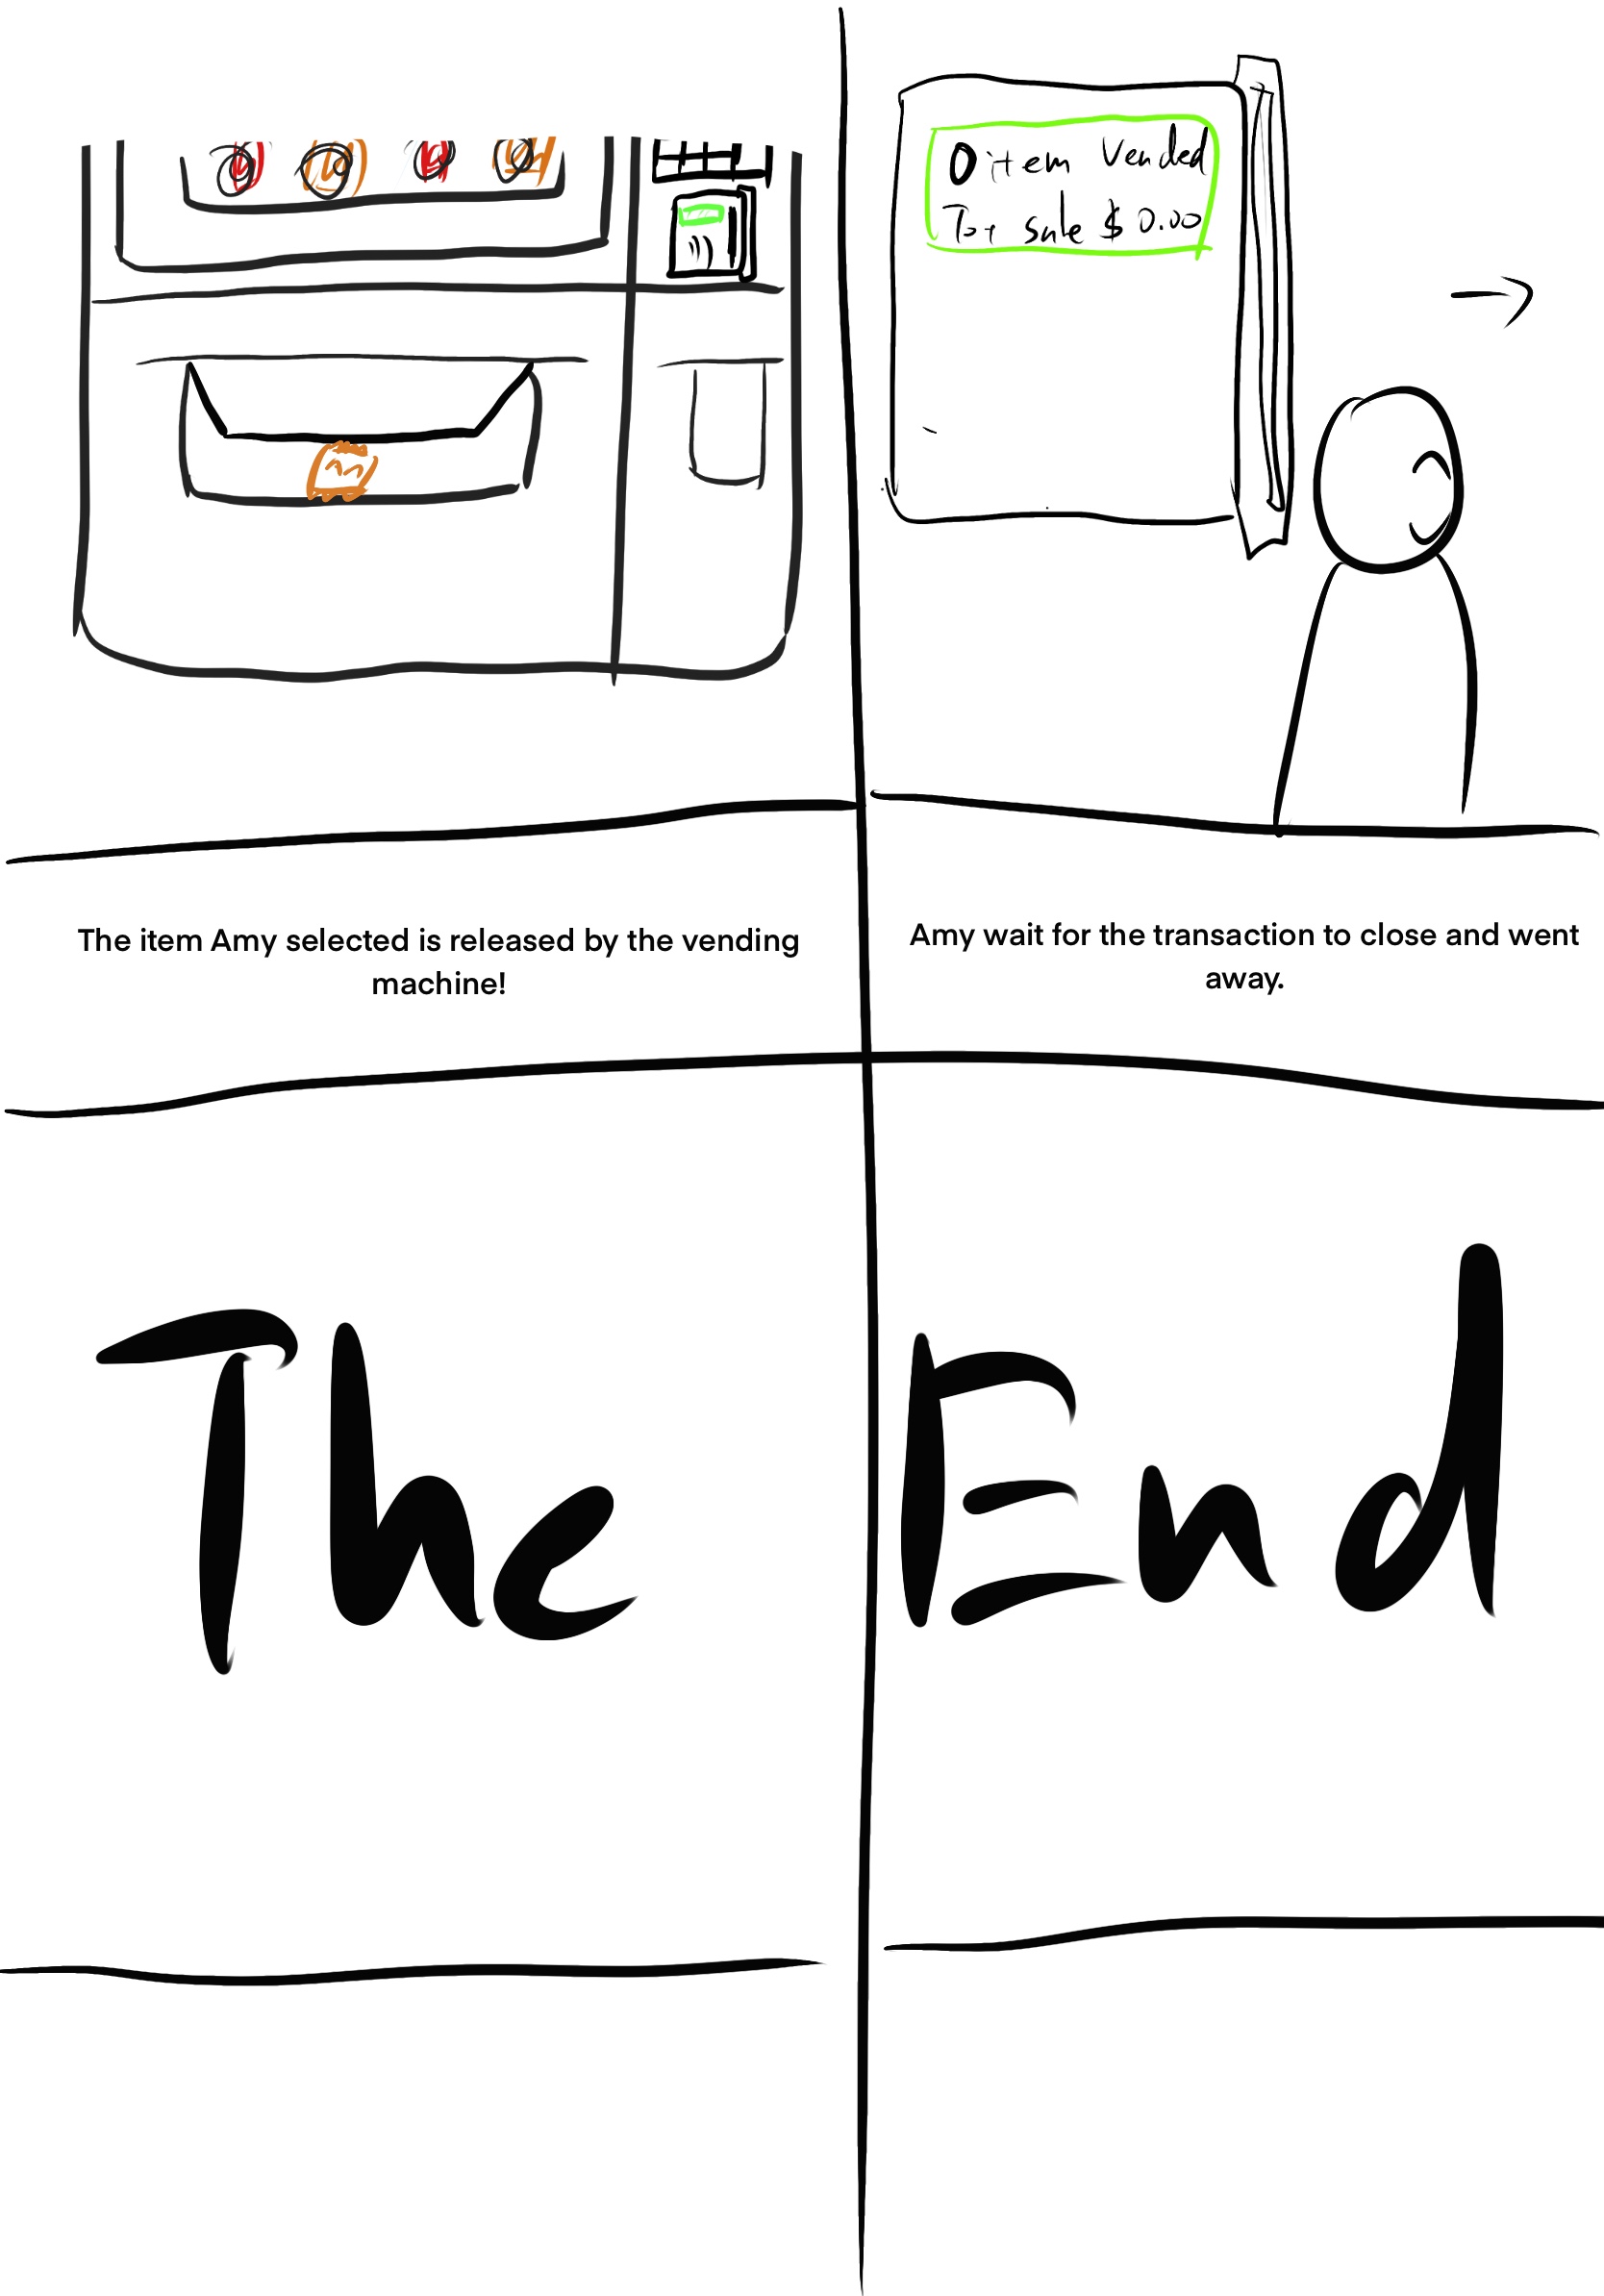 0 item Vended
Tot sale $ 0.00
The item Amy selected is released by the vending
machine!
Amy wait for the transaction to close and went
away.
The End